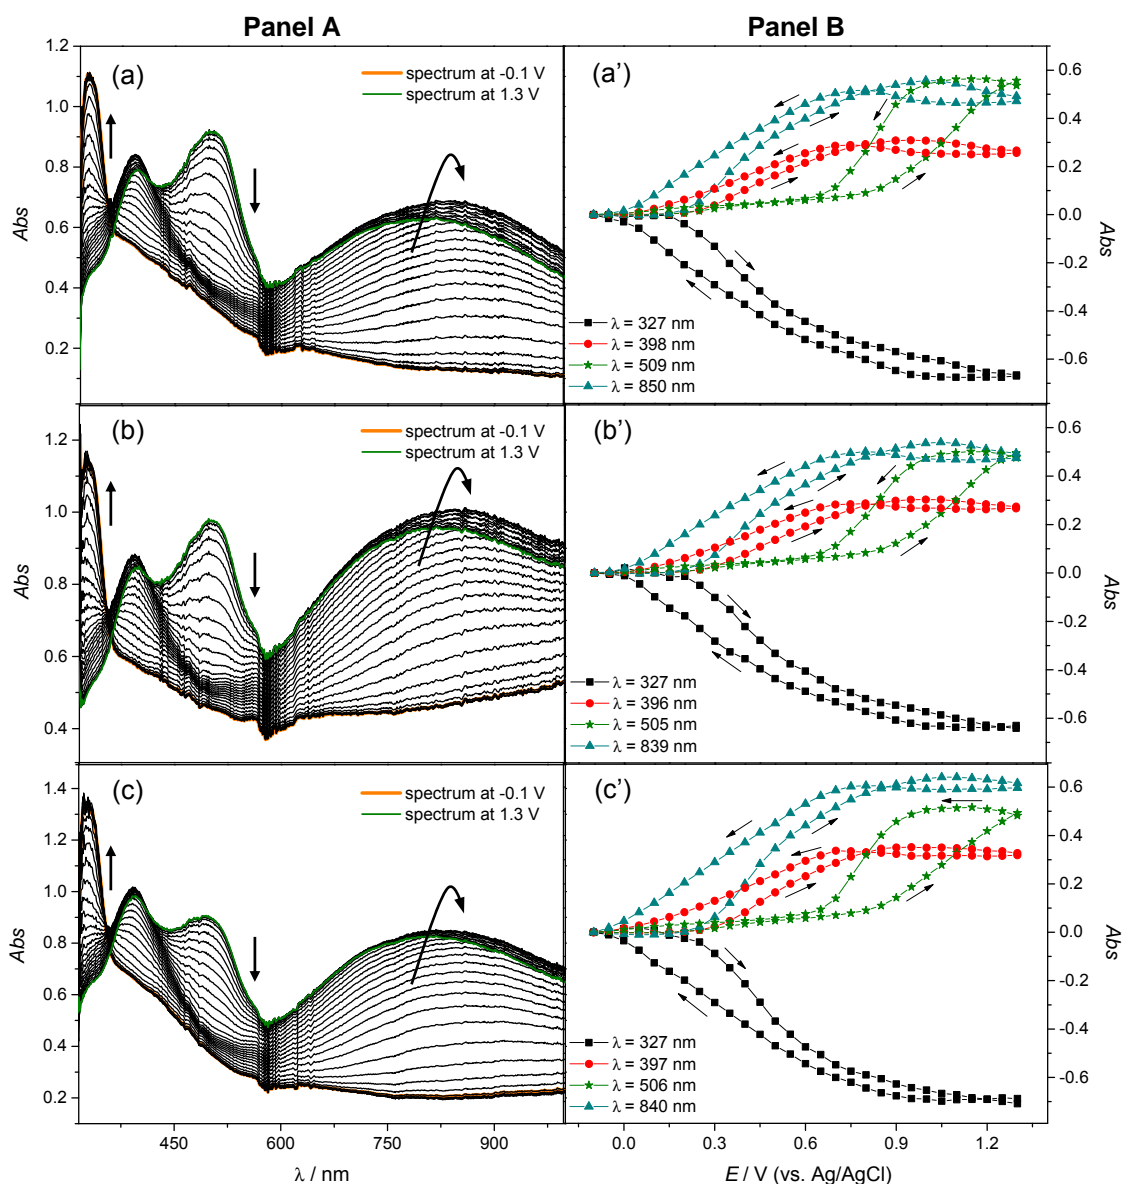 Panel A
Panel B
(a)
spectrum at -0.1 V
spectrum at 1.3 V
1.2
1.0
0.8
0.6
0.4
0.2
Abs
(a')
λ = 327 nm
λ = 398 nm
λ = 509 nm
λ = 850 nm
0.6
0.4
0.2
0.0
-0.2
-0.4
-0.6
Abs
(b)
spectrum at -0.1 V
spectrum at 1.3 V
1.2
1.0
0.8
0.6
0.4
Abs
(b')
λ = 327 nm
λ = 396 nm
λ = 505 nm
λ = 839 nm
0.6
0.4
0.2
0.0
-0.2
-0.4
-0.6
Abs
(c)
spectrum at -0.1 V
spectrum at 1.3 V
1.4
1.2
1.0
0.8
0.6
0.4
0.2
Abs
450 600 750 900
λ / nm
(c')
λ = 327 nm
λ = 397 nm
λ = 506 nm
λ = 840 nm
0.6
0.4
0.2
0.0
-0.2
-0.4
-0.6
Abs
0.0 0.3 0.6 0.9 1.2
E / V (vs. Ag/AgCl)